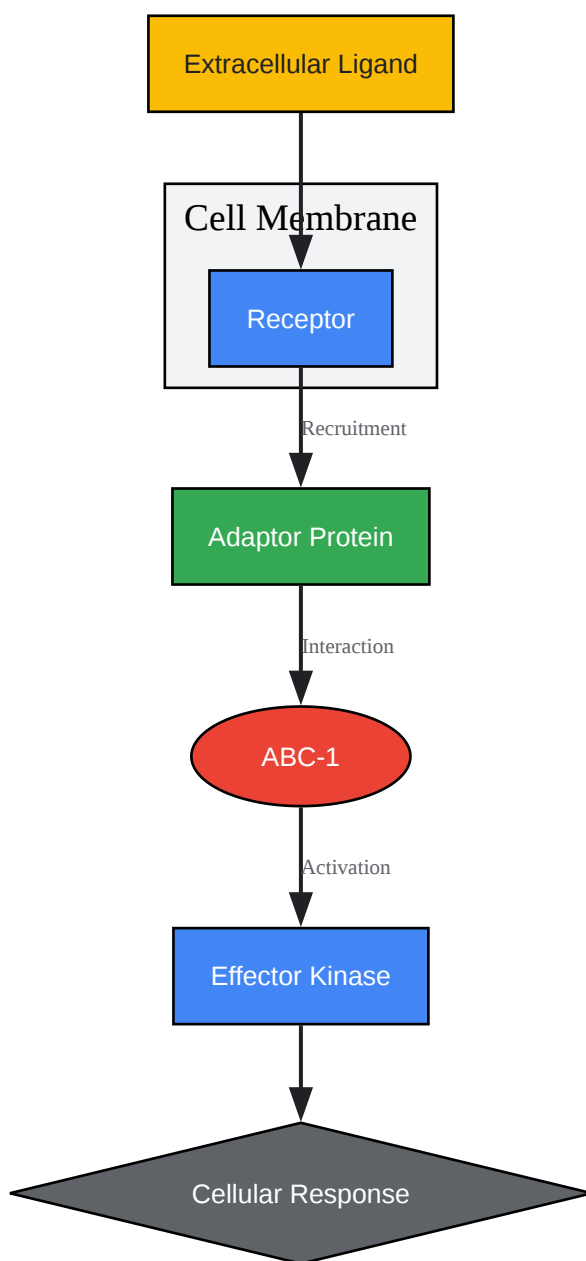 Extracellular Ligand
Cell Membrane
Receptor
Recruitment
Adaptor Protein
Interaction
ABC-1
Activation
Effector Kinase
Cellular Response